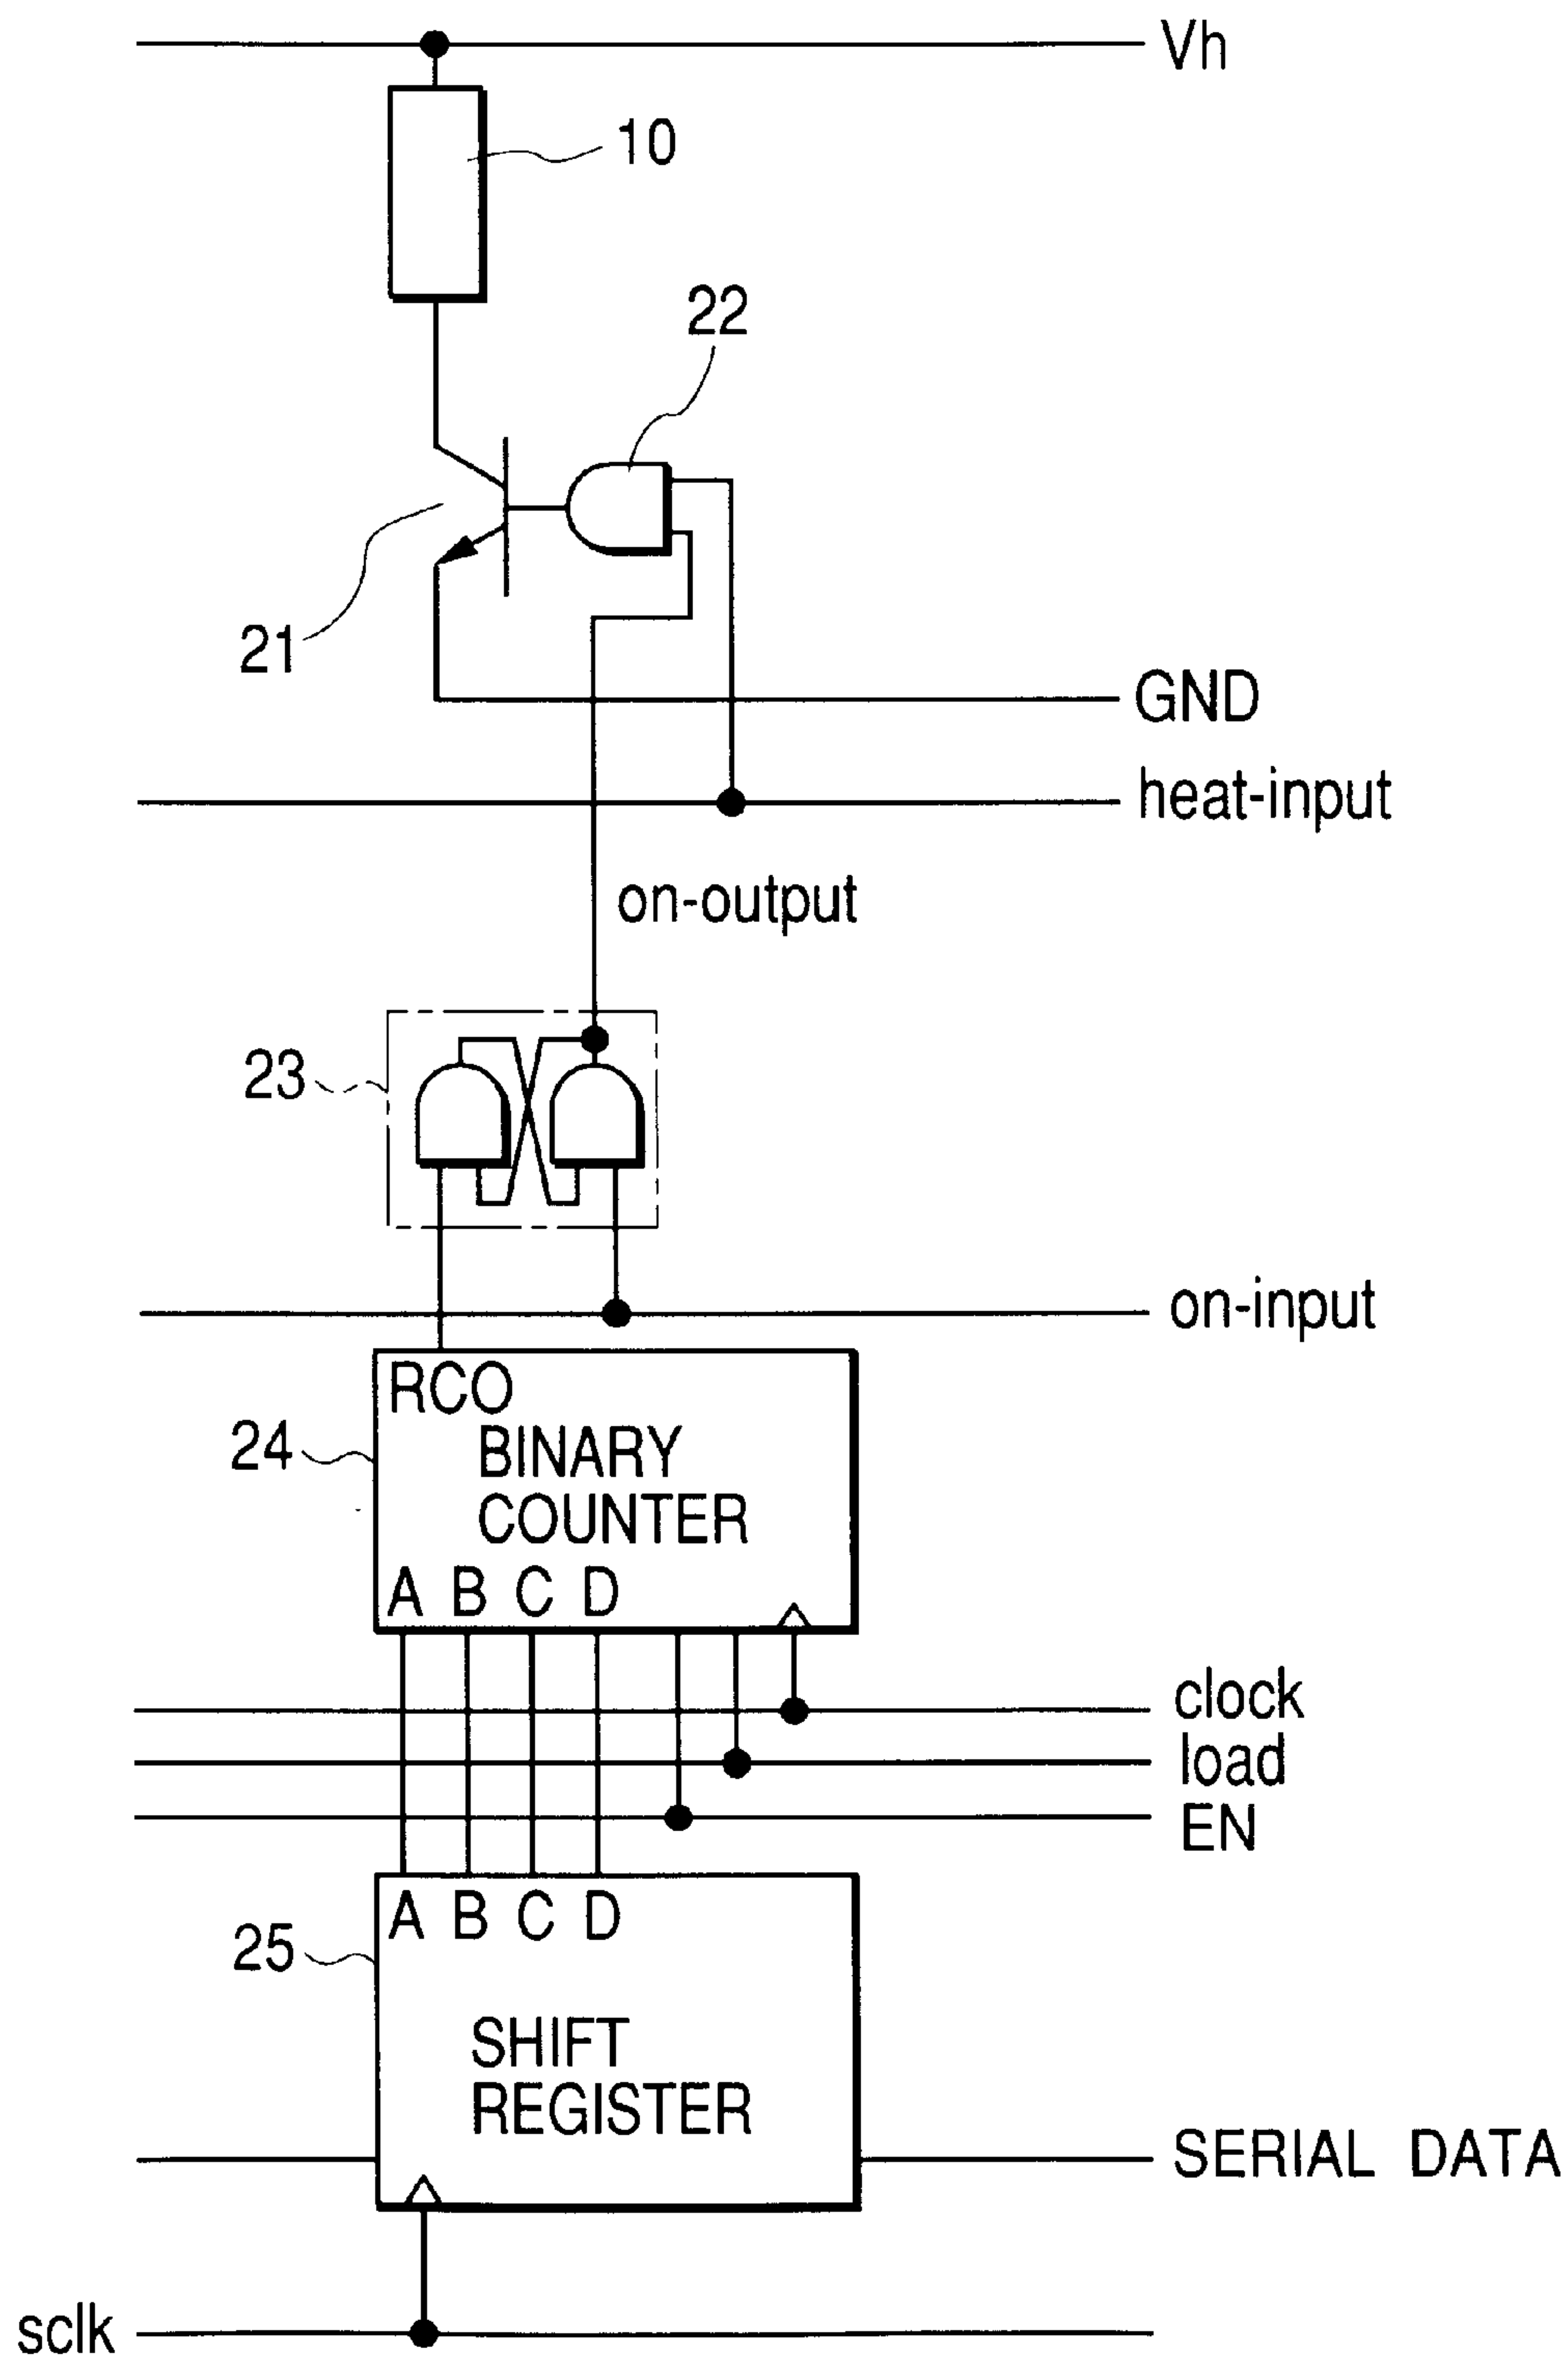 Vh
10
22
21
GND
heat-input
on-output
23
on-input
RCO
24
BINARY
COUNTER
A B C D
clock
load
EN
A B C D
25
SHIFT
REGISTER
SERIAL DATA
sclk